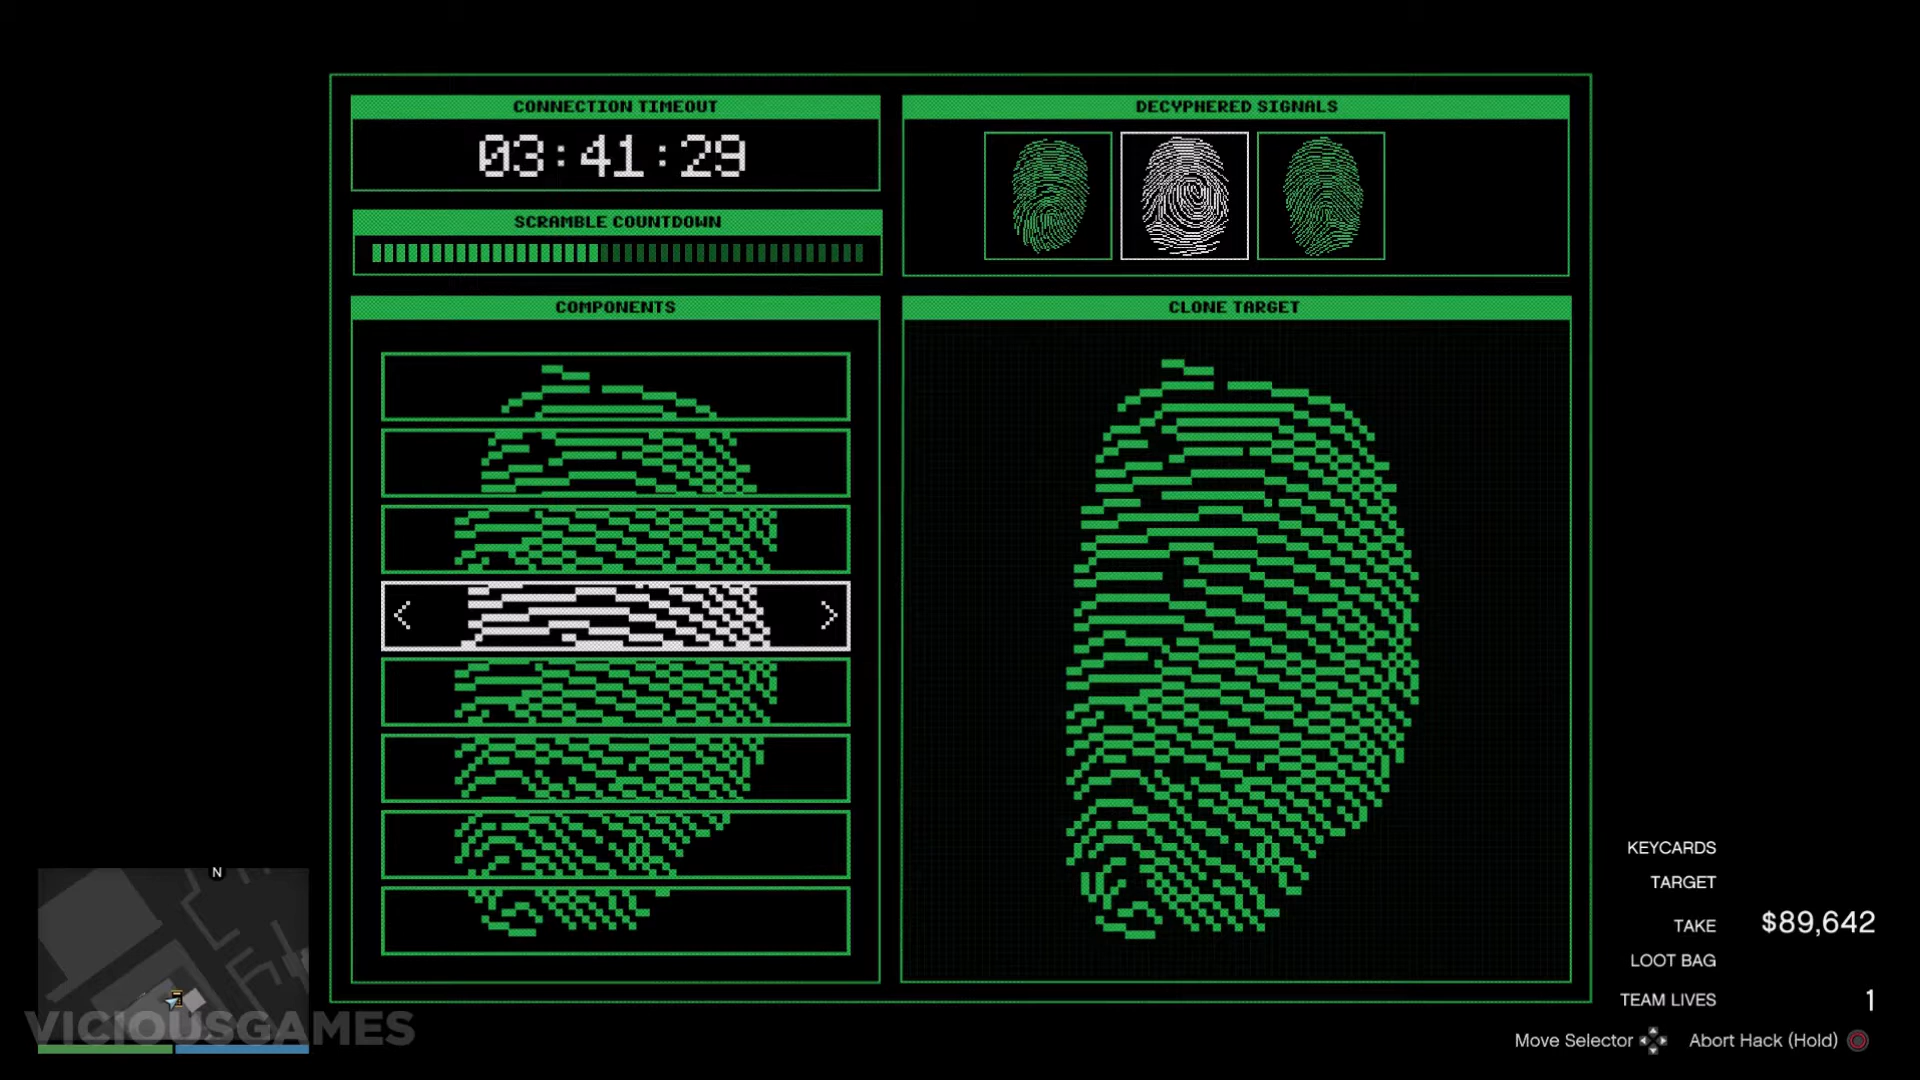 CONNECTION TIMEOUT
03:41:29
DECYPHERED SIGNALS
SCRAMBLE COUNTDOWN
COMPONENTS
CLONE TARGET
<
>
N
KEYCARDS
TARGET
TAKE $89,642
LOOT BAG
TEAM LIVES 1
VICIOUSGAMES
Move Selector Abort Hack (Hold)